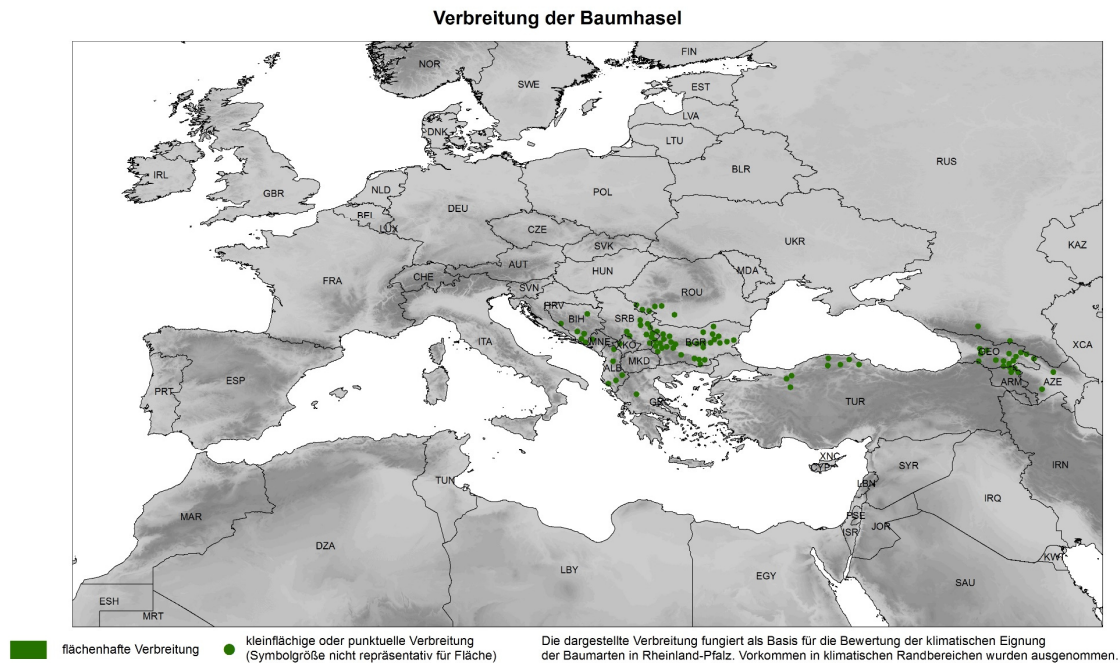 Verbreitung der Baumhasel
FIN
NOR
SWE
EST
LVA
DNK
LTU
RUS
IRL
BLR
GBR
NLD
POL
DEU
BEL
LUX
CZE
UKR
SVK
KAZ
AUT
HUN
MDA
CHE
FRA
SVN
ROU
HRV
BIH
SRB
ITA
MNE
XKO
BGR
XCA
GEO
MKD
ALB
ESP
ARM
AZE
PRT
GRC
TUR
XNC
CYP
SYR
IRN
TUN
LBN
IRQ
MAR
PSE
JOR
ISR
DZA
KWT
LBY
EGY
SAU
ESH
MRT
flächenhafte Verbreitung
kleinflächige oder punktuelle Verbreitung
(Symbolgröße nicht repräsentativ für Fläche)
Die dargestellte Verbreitung fungiert als Basis für die Bewertung der klimatischen Eignung
der Baumarten in Rheinland-Pfalz. Vorkommen in klimatischen Randbereichen wurden ausgenommen.